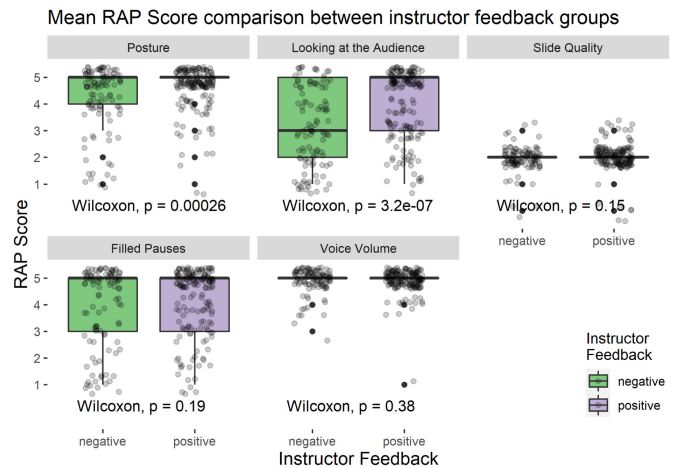 Mean RAP Score comparison between instructor feedback groups
Posture
Looking at the Audience
Slide Quality
5
4
3
2
1
Wilcoxon, p = 0.00026
Wilcoxon, p = 3.2e-07
Wilcoxon, p = 0.15
negative
positive
RAP Score
Filled Pauses
Voice Volume
5
4
3
2
1
Wilcoxon, p = 0.19
Wilcoxon, p = 0.38
negative
positive
negative
positive
Instructor Feedback
Instructor
Feedback
negative
positive